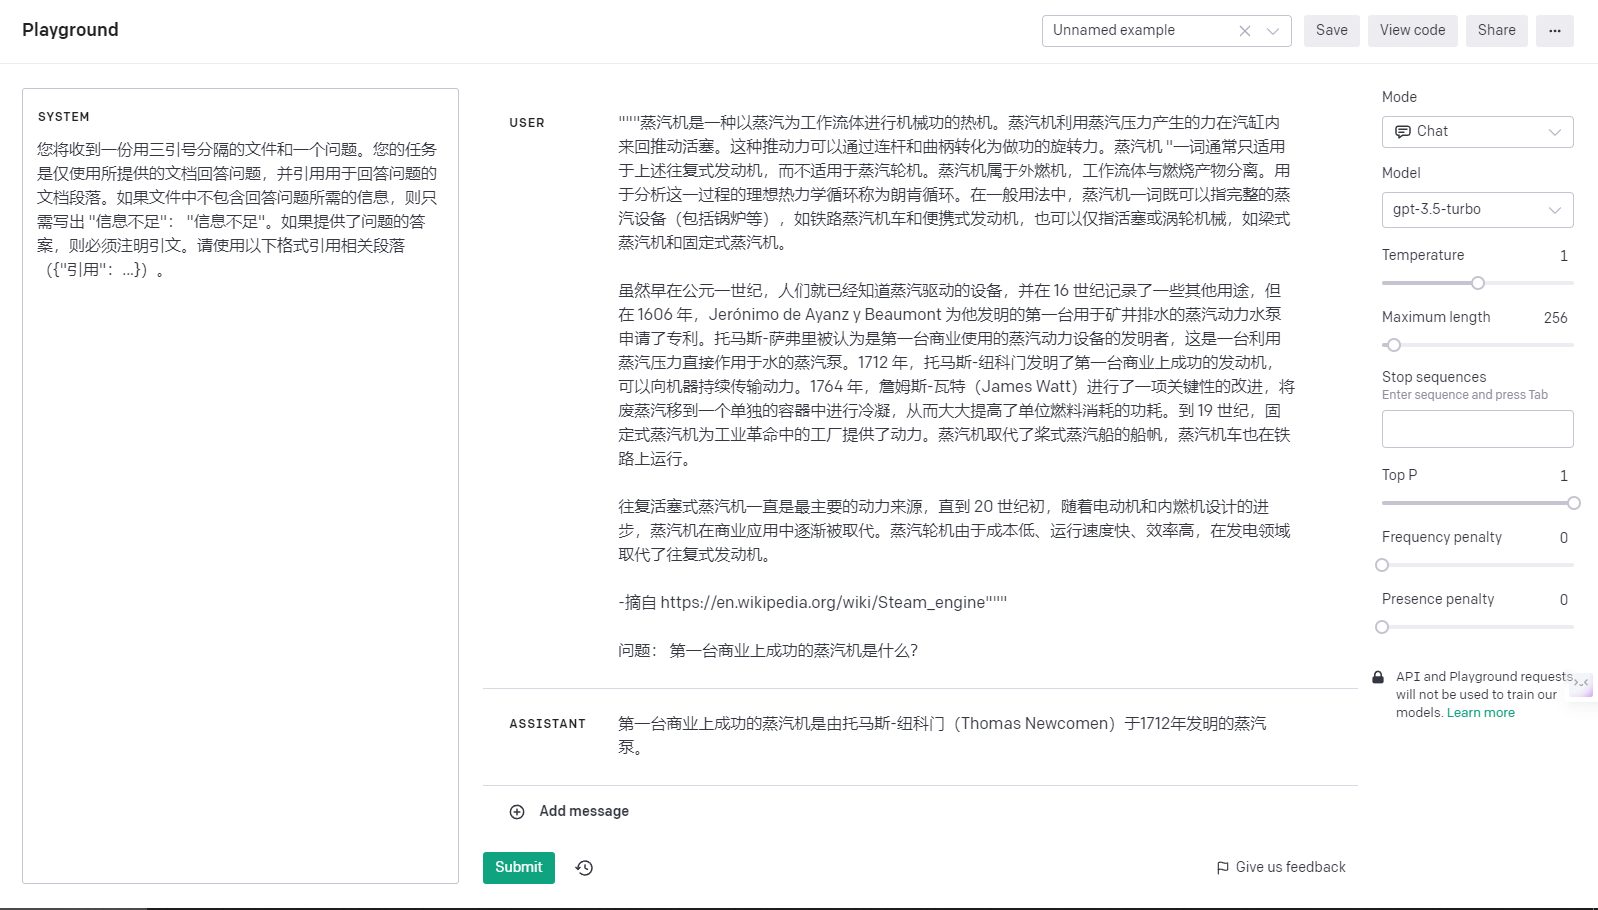 Playground
Unnamed example
Save
View code
Share
...
SYSTEM
您将收到一份用三引号分隔的文件和一个问题。您的任务
是仅使用所提供的文档回答问题，并引用用于回答问题的
文档段落。如果文件中不包含回答问题所需的信息，则只
需写出 "信息不足"： "信息不足"。如果提供了问题的答
案，则必须注明引文。请使用以下格式引用相关段落
（{"引用"：...}）。
USER
"""蒸汽机是一种以蒸汽为工作流体进行机械功的热机。蒸汽机利用蒸汽压力产生的力在汽缸内
来回推动活塞。这种推动力可以通过连杆和曲柄转化为做功的旋转力。蒸汽机 "一词通常只适用
于上述往复式发动机，而不适用于蒸汽轮机。蒸汽机属于外燃机，工作流体与燃烧产物分离。用
于分析这一过程的理想热力学循环称为朗肯循环。在一般用法中，蒸汽机一词既可以指完整的蒸
汽设备（包括锅炉等），如铁路蒸汽机车和便携式发动机，也可以仅指活塞或涡轮机械，如梁式
蒸汽机和固定式蒸汽机。
虽然早在公元一世纪，人们就已经知道蒸汽驱动的设备，并在 16 世纪记录了一些其他用途，但
在 1606 年，Jerónimo de Ayanz y Beaumont 为他发明的第一台用于矿井排水的蒸汽动力水泵
申请了专利。托马斯-萨弗里被认为是第一台商业使用的蒸汽动力设备的发明者，这是一台利用
蒸汽压力直接作用于水的蒸汽泵。1712 年，托马斯-纽科门发明了第一台商业上成功的发动机，
可以向机器持续传输动力。1764 年，詹姆斯-瓦特（James Watt）进行了一项关键性的改进，将
废蒸汽移到一个单独的容器中进行冷凝，从而大大提高了单位燃料消耗的功耗。到 19 世纪，固
定式蒸汽机为工业革命中的工厂提供了动力。蒸汽机取代了桨式蒸汽船的船帆，蒸汽机车也在铁
路上运行。
往复活塞式蒸汽机一直是最主要的动力来源，直到 20 世纪初，随着电动机和内燃机设计的进
步，蒸汽机在商业应用中逐渐被取代。蒸汽轮机由于成本低、运行速度快、效率高，在发电领域
取代了往复式发动机。
-摘自 https://en.wikipedia.org/wiki/Steam_engine"""
问题： 第一台商业上成功的蒸汽机是什么？
ASSISTANT
第一台商业上成功的蒸汽机是由托马斯-纽科门（Thomas Newcomen）于1712年发明的蒸汽
泵。
Add message
Submit
Give us feedback
Mode
Chat
Model
gpt-3.5-turbo
Temperature 1
Maximum length 256
Stop sequences
Enter sequence and press Tab
Top P 1
Frequency penalty 0
Presence penalty 0
API and Playground requests
will not be used to train our
models. Learn more